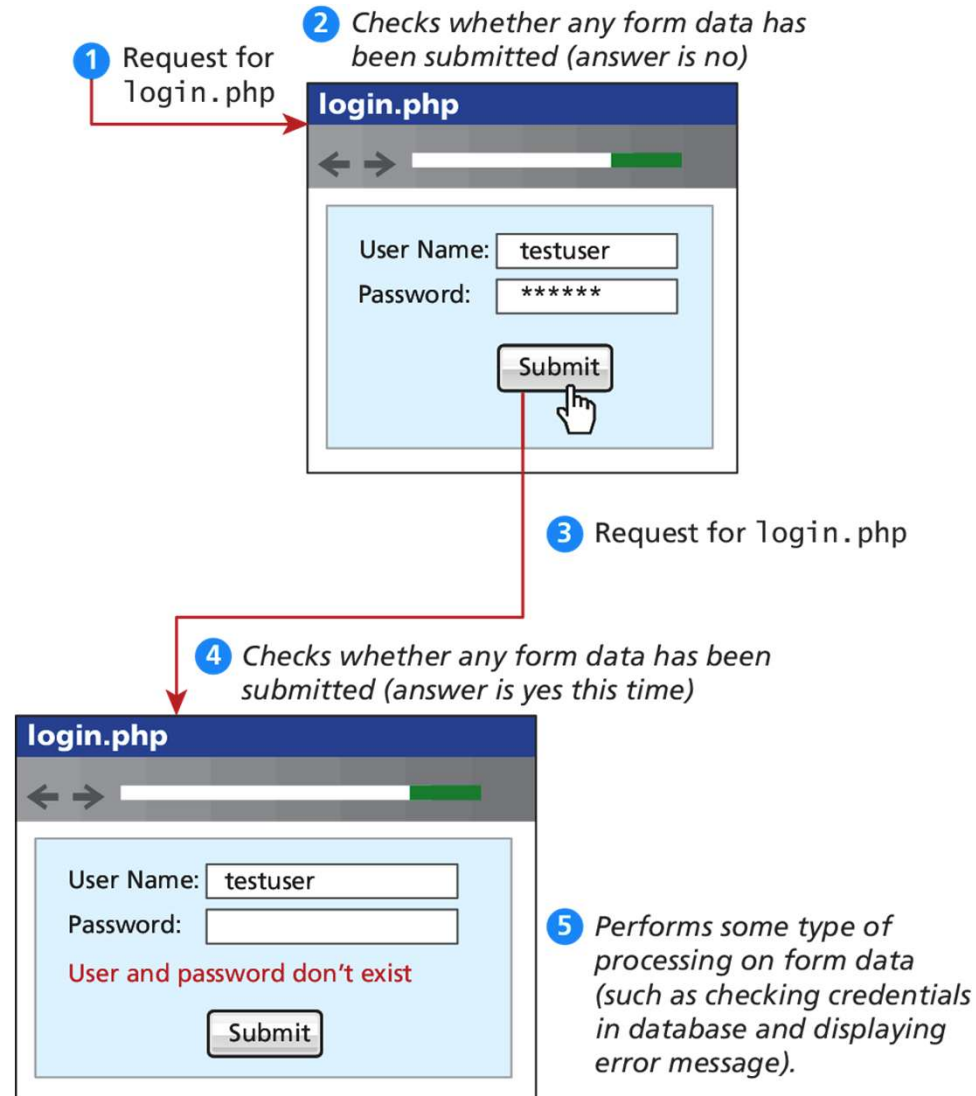 1 Request for
login.php
2 Checks whether any form data has
been submitted (answer is no)
login.php
User Name: testuser
Password: ******
Submit
3 Request for login.php
4 Checks whether any form data has been
submitted (answer is yes this time)
login.php
User Name: testuser
Password:
User and password don't exist
Submit
5 Performs some type of
processing on form data
(such as checking credentials
in database and displaying
error message).